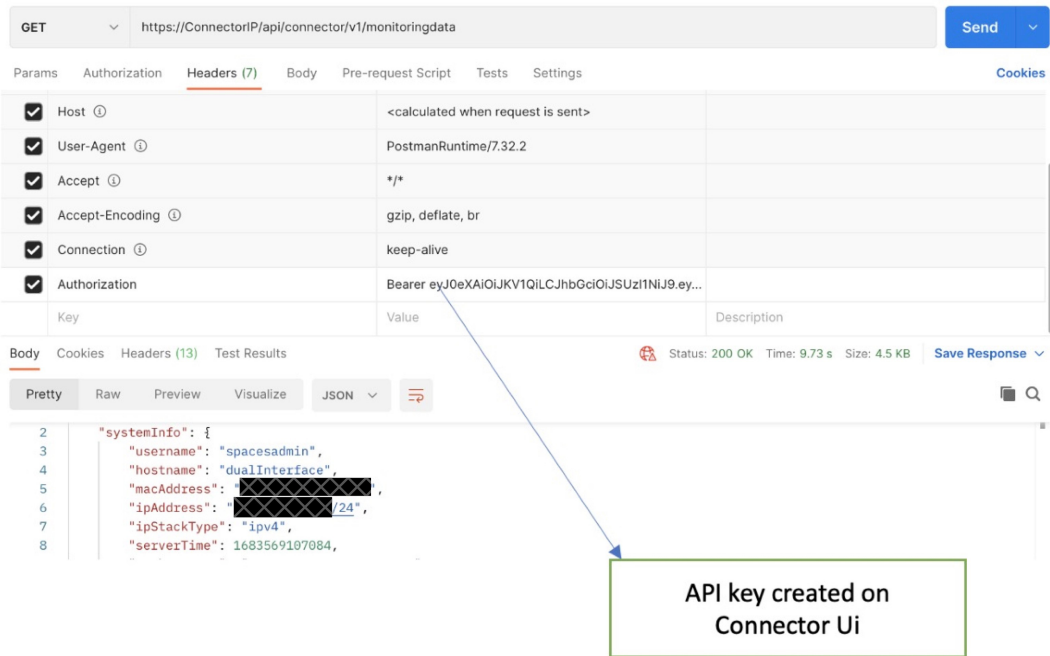 GET https://ConnectorIP/api/connector/v1/monitoringdata Send
Params Authorization Headers (7) Body Pre-request Script Tests Settings Cookies
Host <calculated when request is sent>
User-Agent PostmanRuntime/7.32.2
Accept */*
Accept-Encoding gzip, deflate, br
Connection keep-alive
Authorization Bearer eyJ0eXAiOiJKV1QiLCJhbGciOiJSUzI1NiJ9.ey...
Key Value Description
Body Cookies Headers (13) Test Results Status: 200 OK Time: 9.73 s Size: 4.5 KB Save Response
Pretty Raw Preview Visualize JSON
2 "systemInfo": {
3 "username": "spacesadmin",
4 "hostname": "dualInterface",
5 "macAddress": "",
6 "ipAddress": "/24",
7 "ipStackType": "ipv4",
8 "serverTime": 1683569107084,
API key created on
Connector Ui